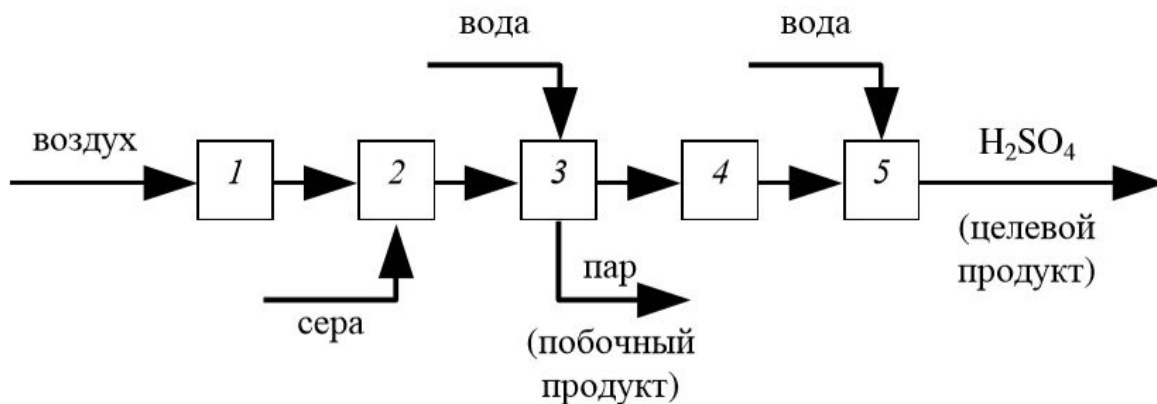 вода
вода
воздух
1
2
3
4
5
H₂SO₄
(целевой
продукт)
сера
пар
(побочный
продукт)